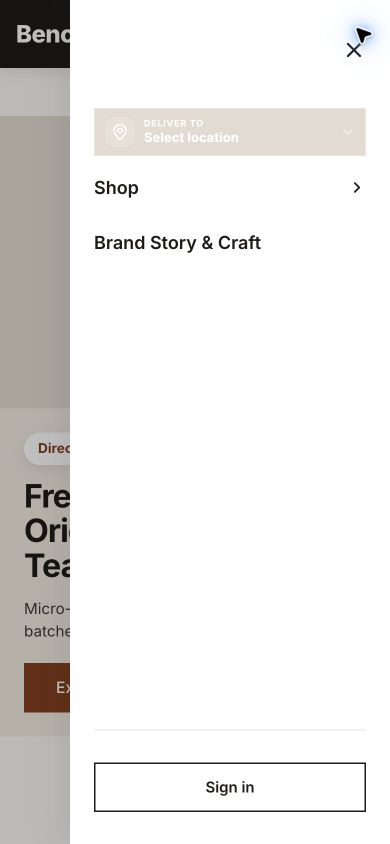 DELIVER TO
Select location
Shop
Brand Story & Craft
Sign in